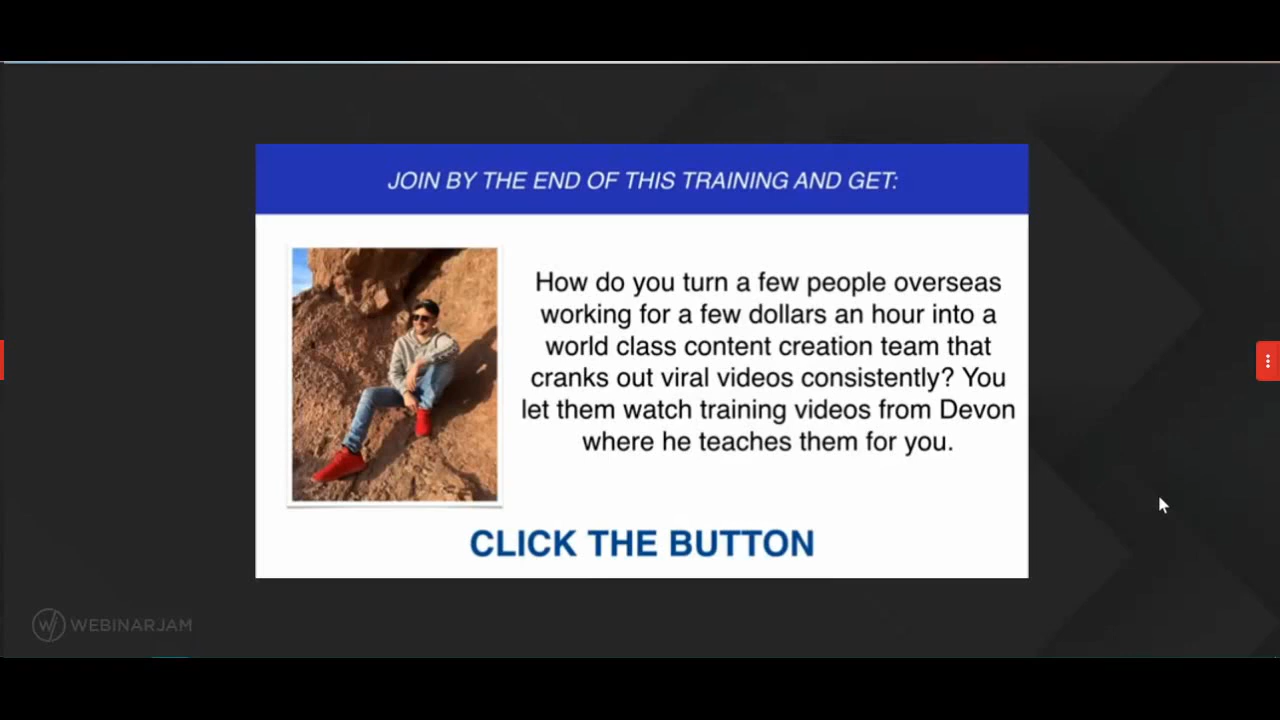 JOIN BY THE END OF THIS TRAINING AND GET:
How do you turn a few people overseas
working for a few dollars an hour into a
world class content creation team that
cranks out viral videos consistently? You
let them watch training videos from Devon
where he teaches them for you.
CLICK THE BUTTON
WEBINARJAM